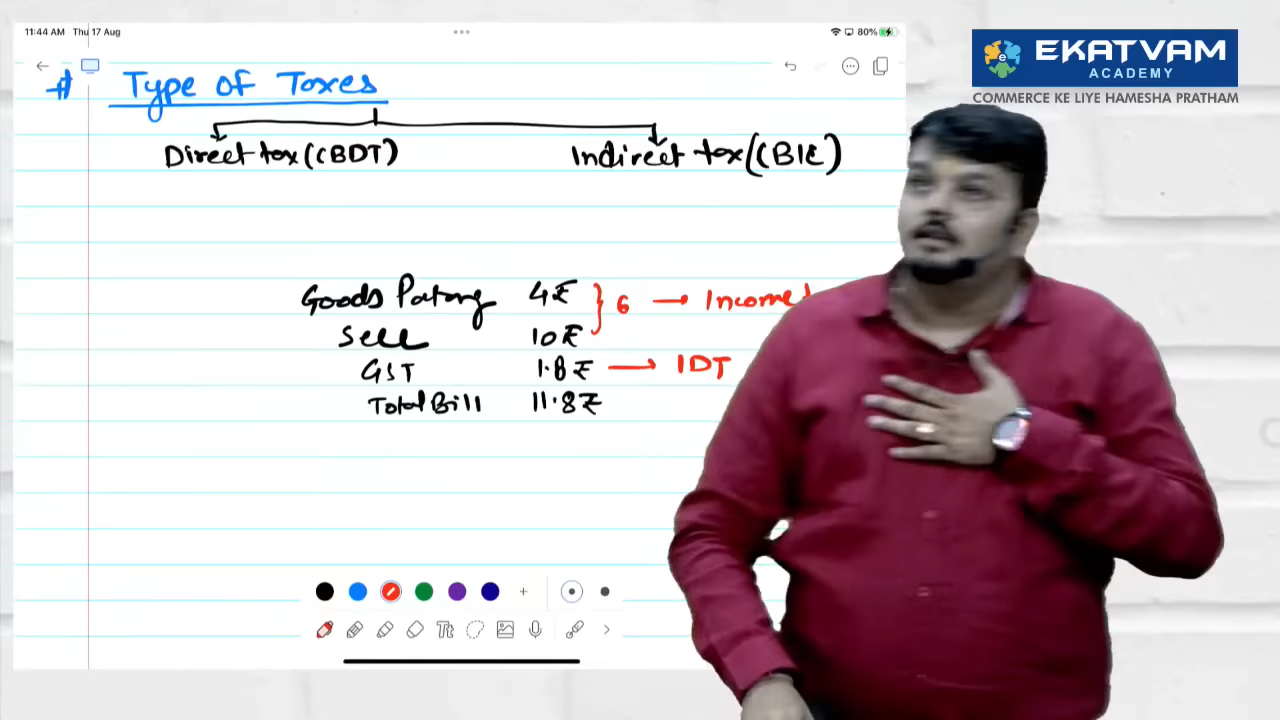 11:44 AM Thu 17 Aug
80%
EKATVAM
ACADEMY
COMMERCE KE LIYE HAMESHA PRATHAM
# Type of Taxes
Direct tax (CBDT)
Indirect tax (CBIC)
Goods Patang 4₹ } 6 → Income t
Sell 10₹
GST 1.8₹ → IDT
Total Bill 11.8₹
Tt